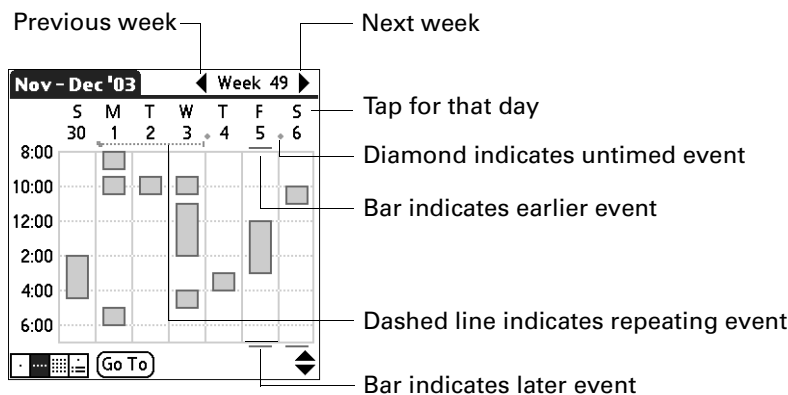 Previous week
Next week
Nov - Dec '03
Week 49
S M T W T F S
Tap for that day
30 1 2 3 4 5 6
8:00
Diamond indicates untimed event
10:00
Bar indicates earlier event
12:00
2:00
4:00
Dashed line indicates repeating event
6:00
Go To
Bar indicates later event